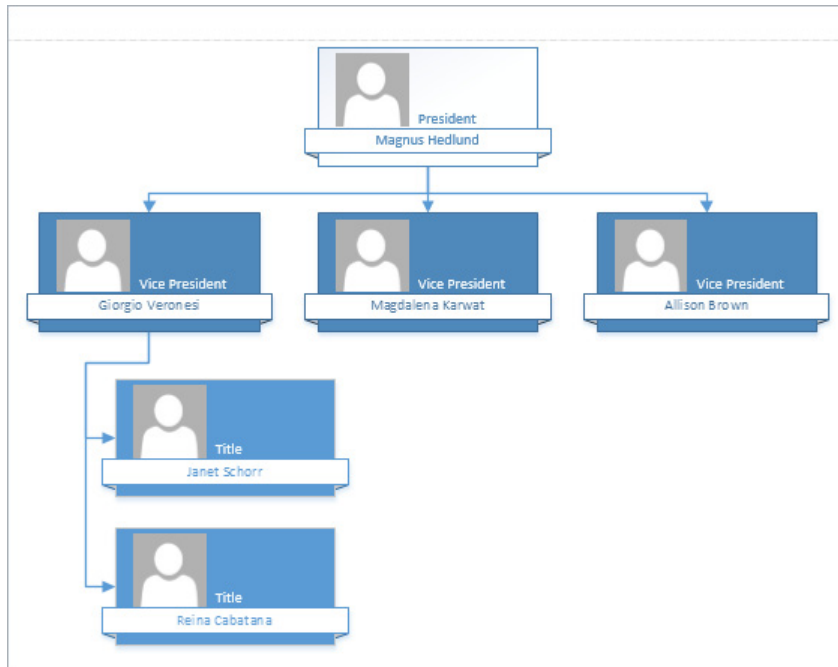 President
Magnus Hedlund
Vice President
Giorgio Veronesi
Vice President
Magdalena Karwat
Vice President
Allison Brown
Title
Janet Schorr
Title
Reina Cabatana